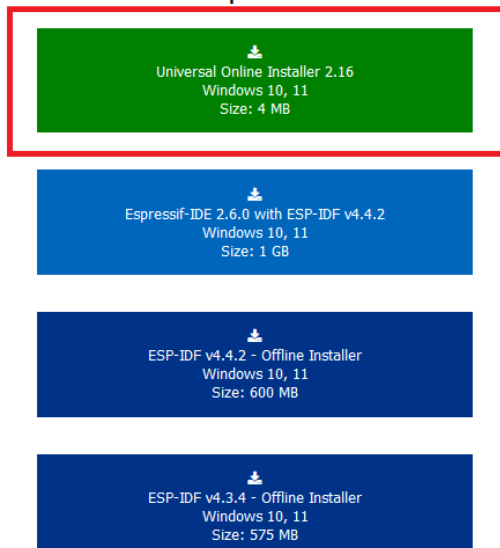 Universal Online Installer 2.16
Windows 10, 11
Size: 4 MB
Espressif-IDE 2.6.0 with ESP-IDF v4.4.2
Windows 10, 11
Size: 1 GB
ESP-IDF v4.4.2 - Offline Installer
Windows 10, 11
Size: 600 MB
ESP-IDF v4.3.4 - Offline Installer
Windows 10, 11
Size: 575 MB